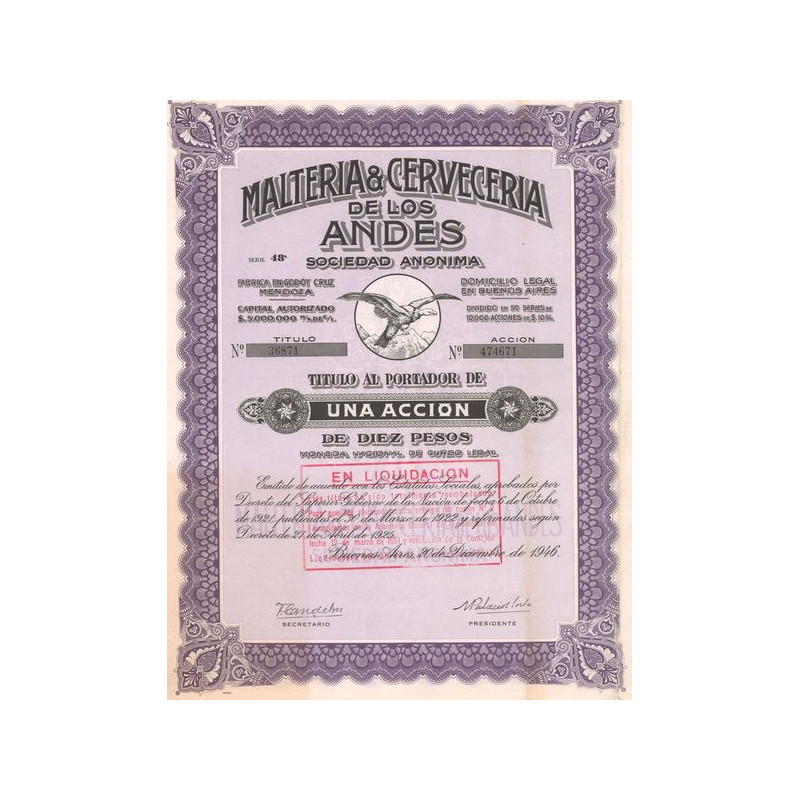 MALTERIA & CERVECERIA
DE LOS
ANDES
SERIE 48ª
SOCIEDAD ANONIMA
FABRICA EN GODOY CRUZ
MENDOZA
DOMICILIO LEGAL
EN BUENOS AIRES
CAPITAL AUTORIZADO
$ 5.000.000 m/n. DE c/l.
DIVIDIDO EN 50 SERIES DE
10.000 ACCIONES DE $ 10 %.
TITULO
Nº 36871
ACCION
Nº 474671
TITULO AL PORTADOR DE
UNA ACCION
DE DIEZ PESOS
MONEDA NACIONAL DE CURSO LEGAL
EN LIQUIDACION
Emitido de acuerdo con los Estatutos Sociales, aprobados por
Decreto del Superior Gobierno de la Nación de fecha 6 de Octubre
de 1921, publicados el 30 de Marzo de 1922 y reformados según
Decreto de 27 de Abril de 1925.
Buenos Aires, 20 de Diciembre de 1946.
SECRETARIO
PRESIDENTE